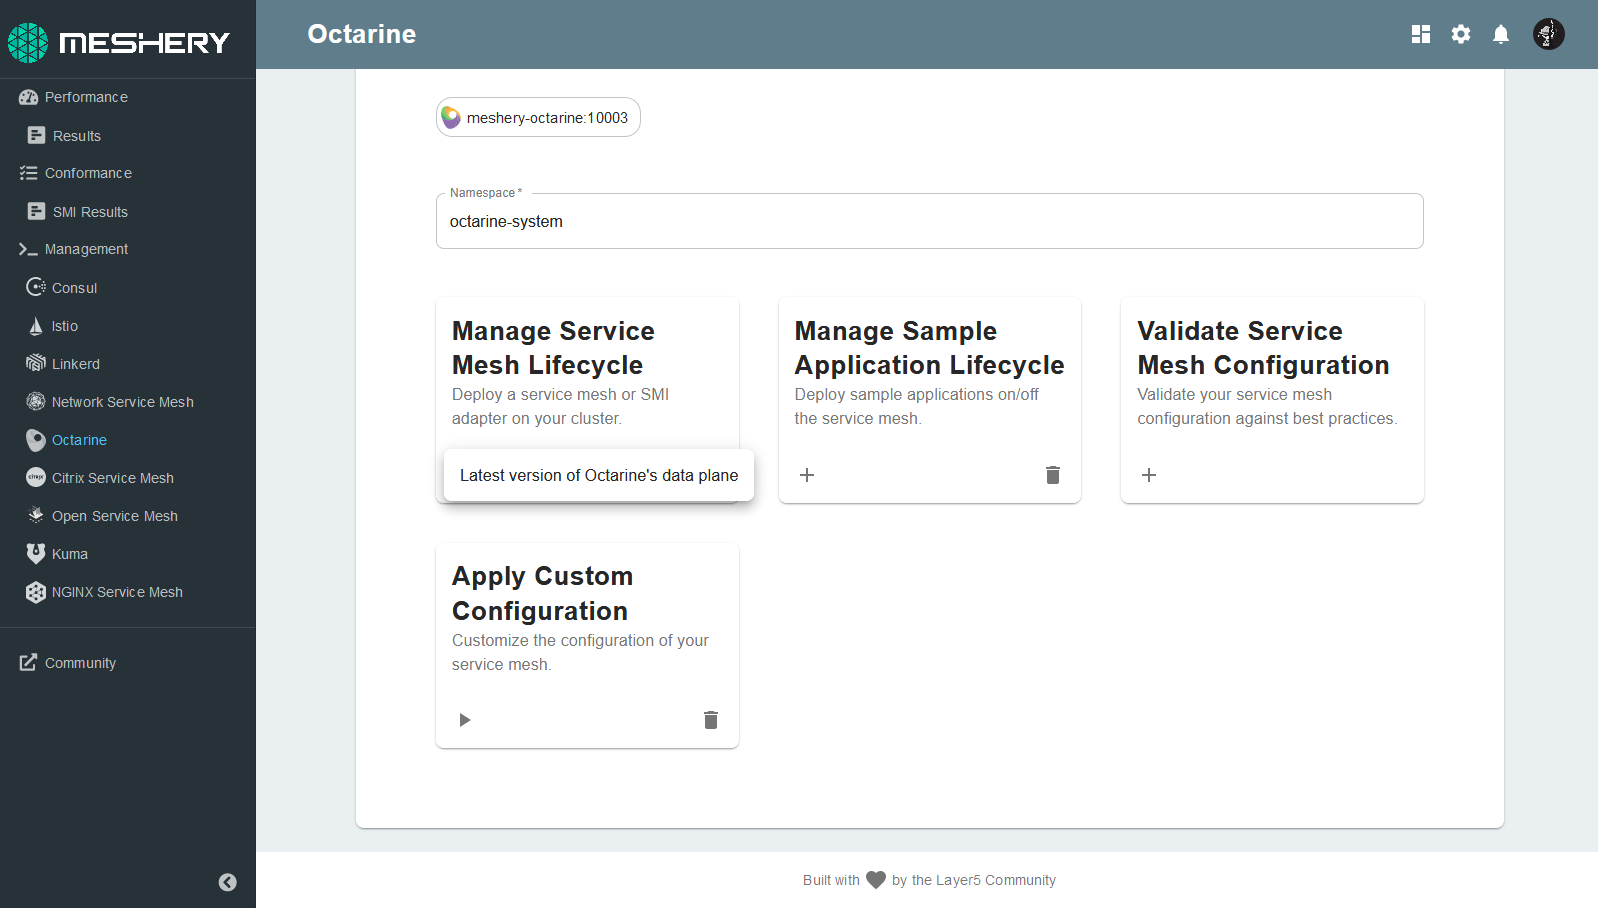 MESHERY
Octarine
Performance
Results
Conformance
SMI Results
Management
Consul
Istio
Linkerd
Network Service Mesh
Octarine
Citrix Service Mesh
Open Service Mesh
Kuma
NGINX Service Mesh
Community
meshery-octarine:10003
Namespace *
octarine-system
Manage Service
Mesh Lifecycle
Deploy a service mesh or SMI
adapter on your cluster.
Latest version of Octarine's data plane
Manage Sample
Application Lifecycle
Deploy sample applications on/off
the service mesh.
Validate Service
Mesh Configuration
Validate your service mesh
configuration against best practices.
Apply Custom
Configuration
Customize the configuration of your
service mesh.
Built with by the Layer5 Community